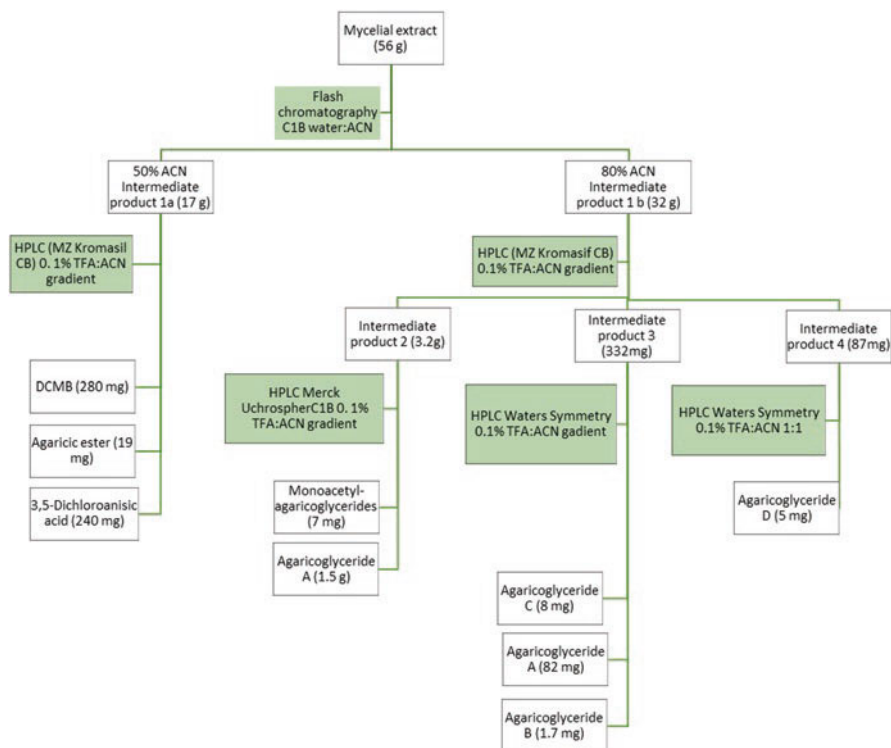 Mycelial extract
(56 g)
Flash
chromatography
C1B water:ACN
50% ACN
Intermediate
product 1a (17 g)
80% ACN
Intermediate
product 1 b (32 g)
HPLC (MZ Kromasil
CB) 0. 1% TFA:ACN
gradient
HPLC (MZ Kromasif CB)
0.1% TFA:ACN gradient
Intermediate
product 2 (3.2g)
Intermediate
product 3
(332mg)
Intermediate
product 4 (87mg)
DCMB (280 mg)
Agaricic ester (19
mg)
3,5-Dichloroanisic
acid (240 mg)
HPLC Merck
UchrospherC1B 0. 1%
TFA:ACN gradient
HPLC Waters Symmetry
0.1% TFA:ACN gadient
HPLC Waters Symmetry
0.1% TFA:ACN 1:1
Monoacetyl-
agaricoglycerides
(7 mg)
Agaricoglyceride
A (1.5 g)
Agaricoglyceride
D (5 mg)
Agaricoglyceride
C (8 mg)
Agaricoglyceride
A (82 mg)
Agaricoglyceride
B (1.7 mg)